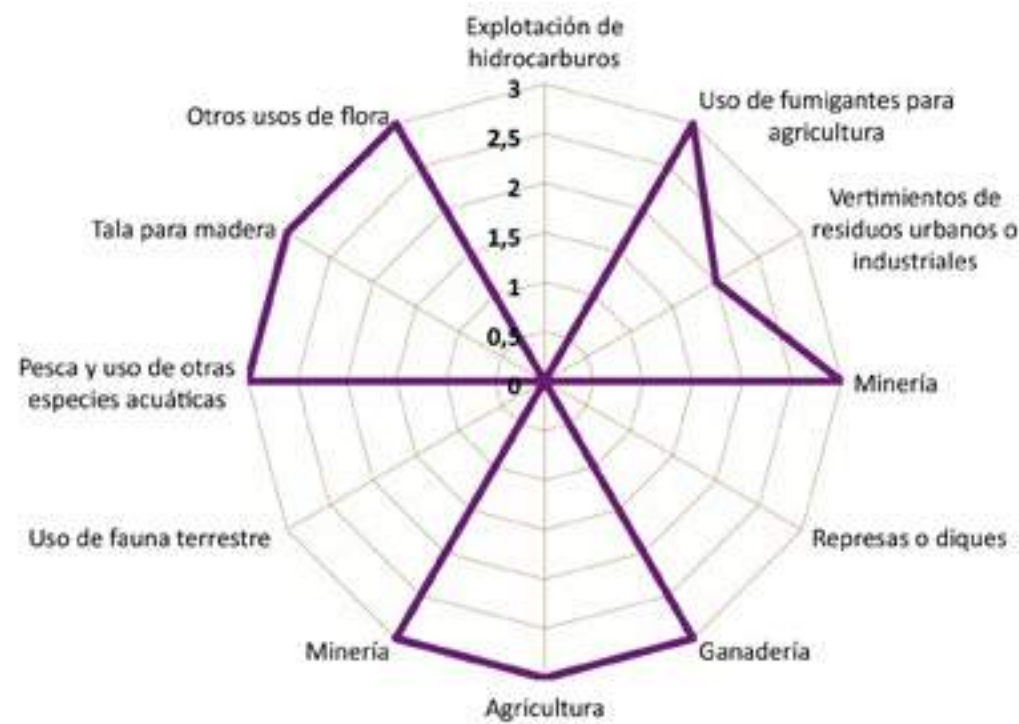 Explotación de
hidrocarburos
Uso de fumigantes para
agricultura
Vertimientos de
residuos urbanos o
industriales
Minería
Represas o diques
Ganadería
Agricultura
Minería
Uso de fauna terrestre
Pesca y uso de otras
especies acuáticas
Tala para madera
Otros usos de flora
3
2,5
2
1,5
1
0,5
0